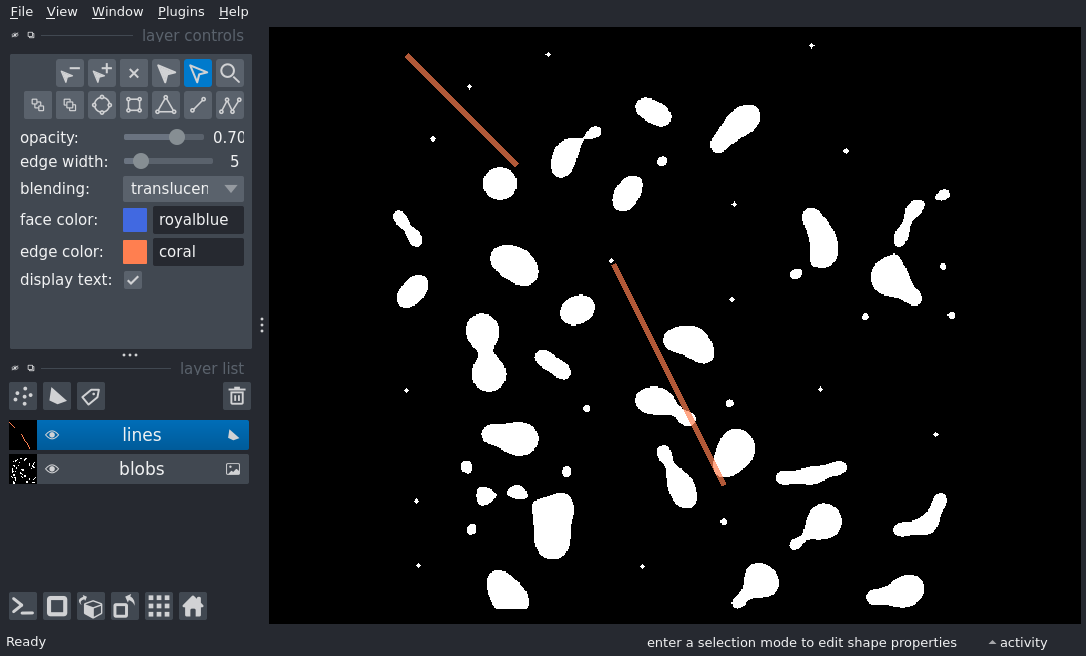 File View Window Plugins Help
layer controls
opacity: 0.70
edge width: 5
blending: translucen
face color: royalblue
edge color: coral
display text:
layer list
lines
blobs
Ready enter a selection mode to edit shape properties activity